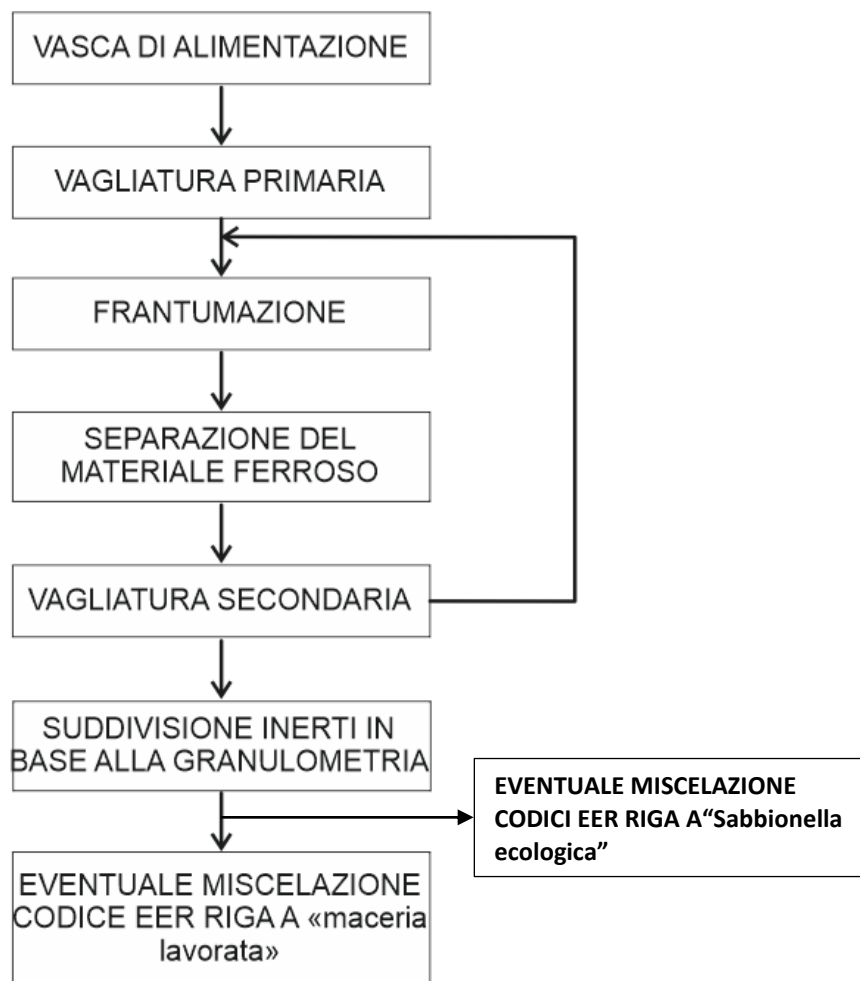 VASCA DI ALIMENTAZIONE
VAGLIATURA PRIMARIA
FRANTUMAZIONE
SEPARAZIONE DEL
MATERIALE FERROSO
VAGLIATURA SECONDARIA
SUDDIVISIONE INERTI IN
BASE ALLA GRANULOMETRIA
EVENTUALE MISCELAZIONE
CODICI EER RIGA A“Sabbionella
ecologica”
EVENTUALE MISCELAZIONE
CODICE EER RIGA A «maceria
lavorata»